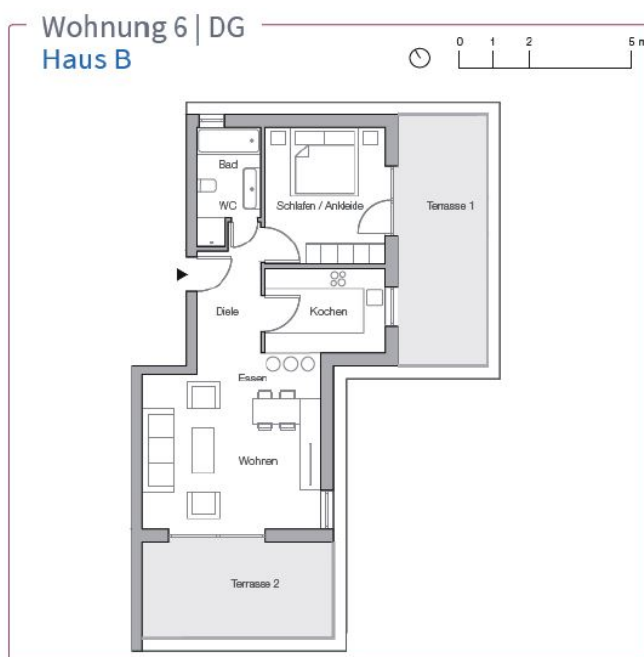 Wohnung 6 | DG
Haus B
0 1 2 5 m
Bad
WC
Schlafen / Ankleide
Terrasse 1
Diele
Kochen
Essen
Wohnen
Terrasse 2